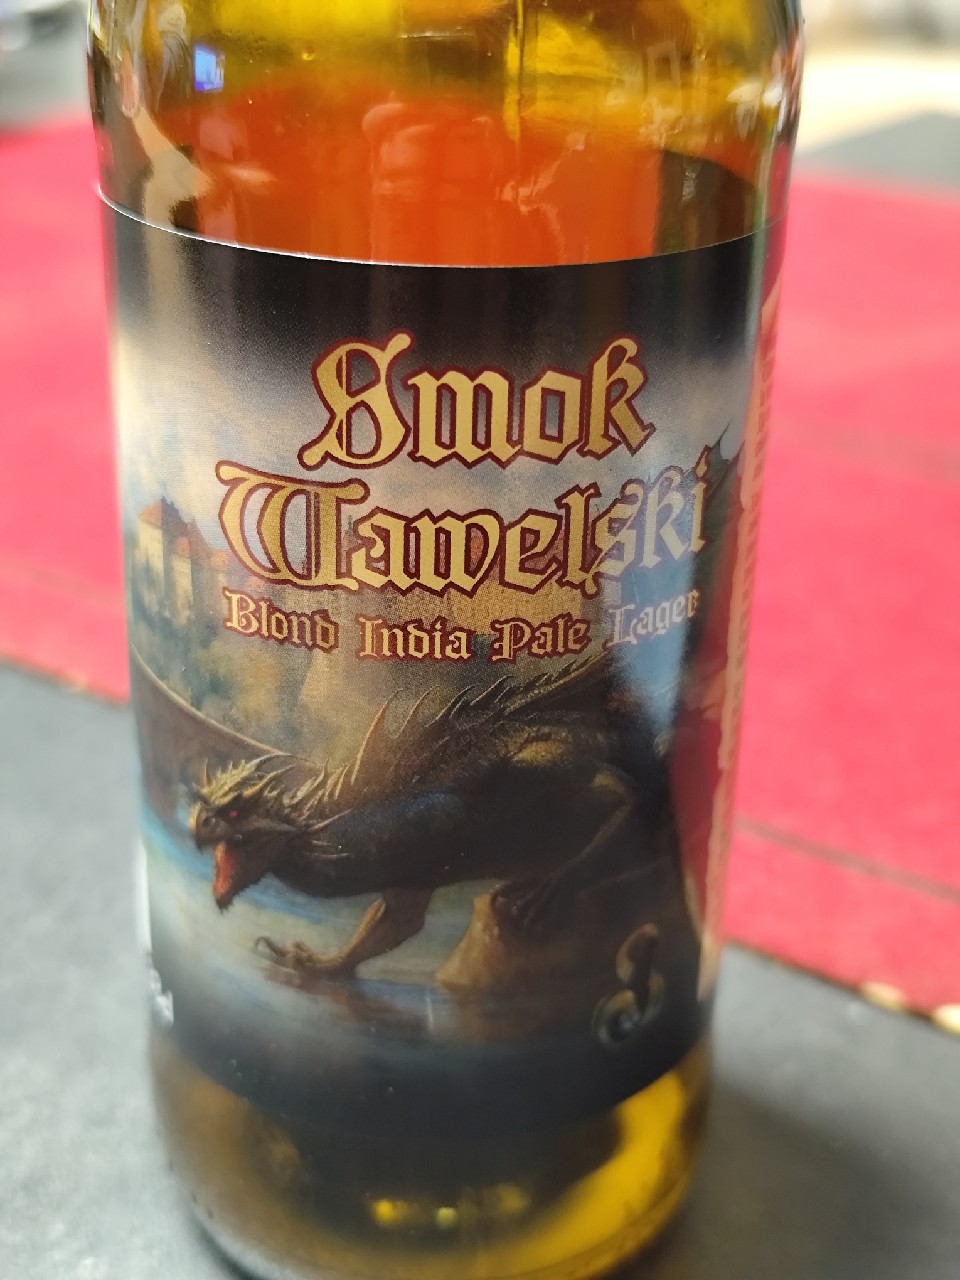 Smok
Wawelski
Blond India Pale Lager